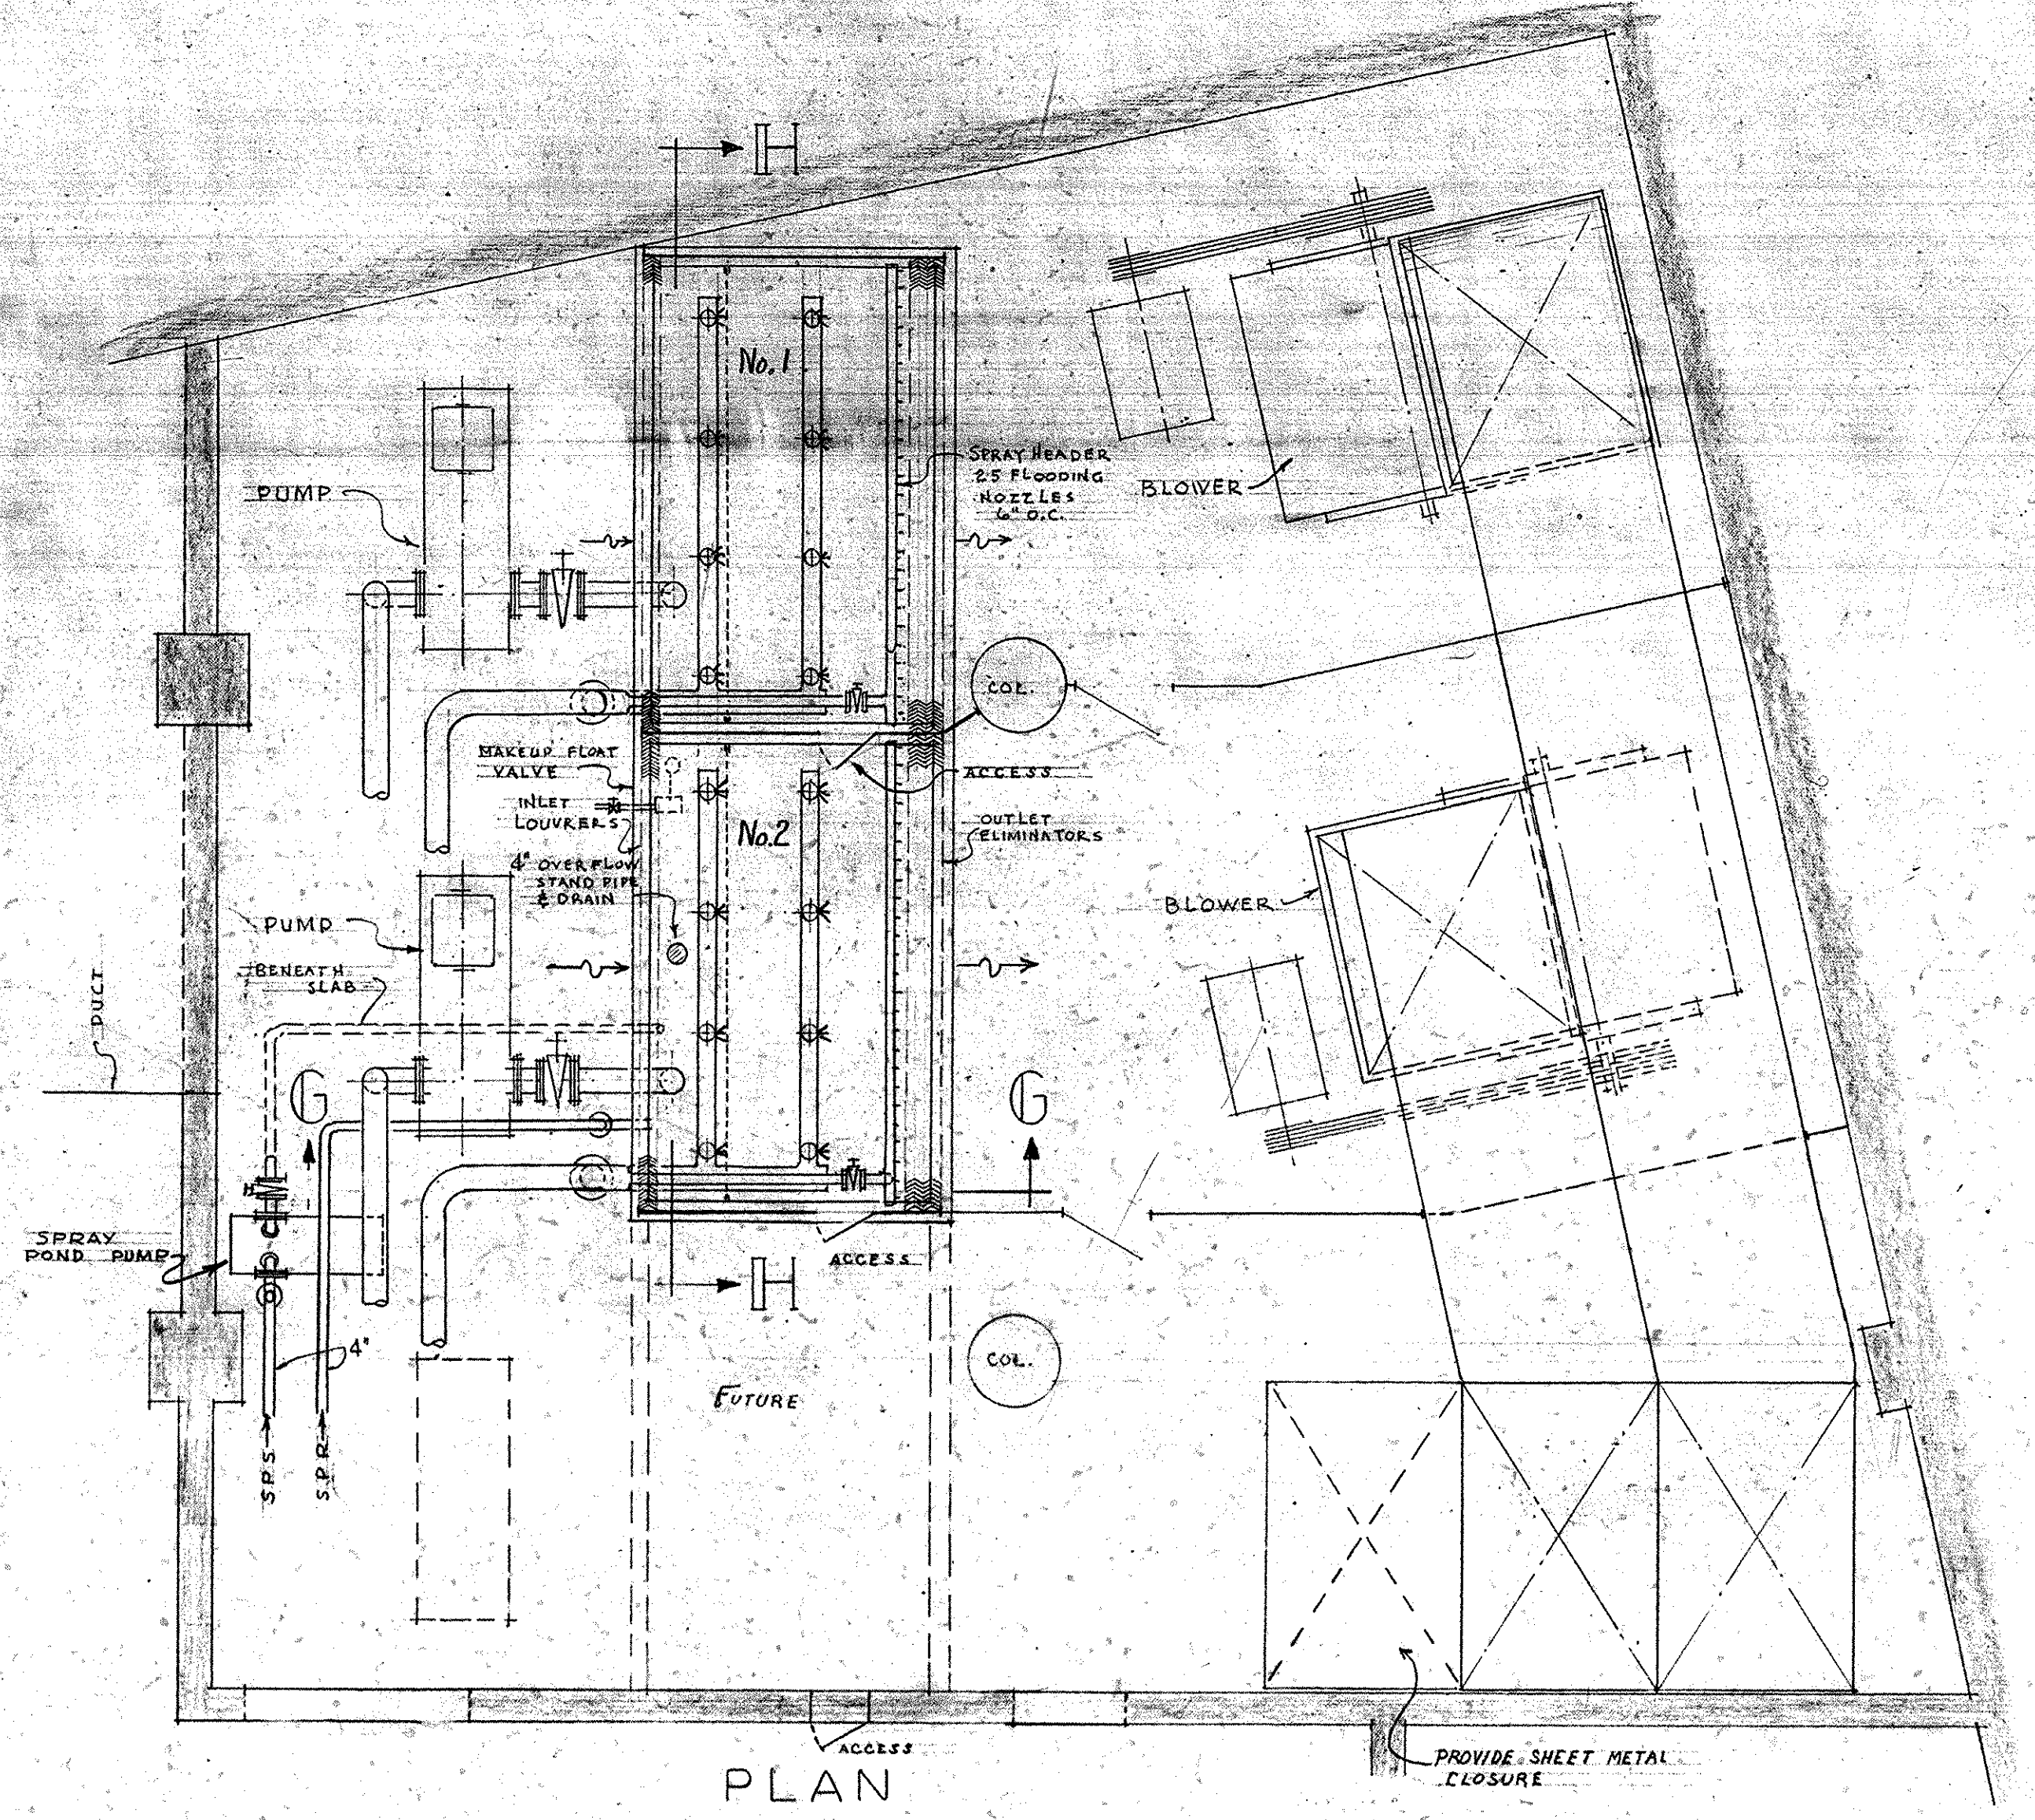 H
No. 1
SPRAY HEADER
25 FLOODING
NOZZLES
6" O.C.
PUMP
BLOWER
COL.
MAKEUP FLOAT
VALVE
ACCESS
INLET
LOUVRERS
No. 2
OUTLET
ELIMINATORS
4" OVERFLOW
STAND PIPE
& DRAIN
BLOWER
PUMP
BENEATH
SLAB
DUCT
G
G
SPRAY
POND PUMP
ACCESS
H
4"
COL.
FUTURE
SPS
SPR
ACCESS
PLAN
PROVIDE SHEET METAL
CLOSURE